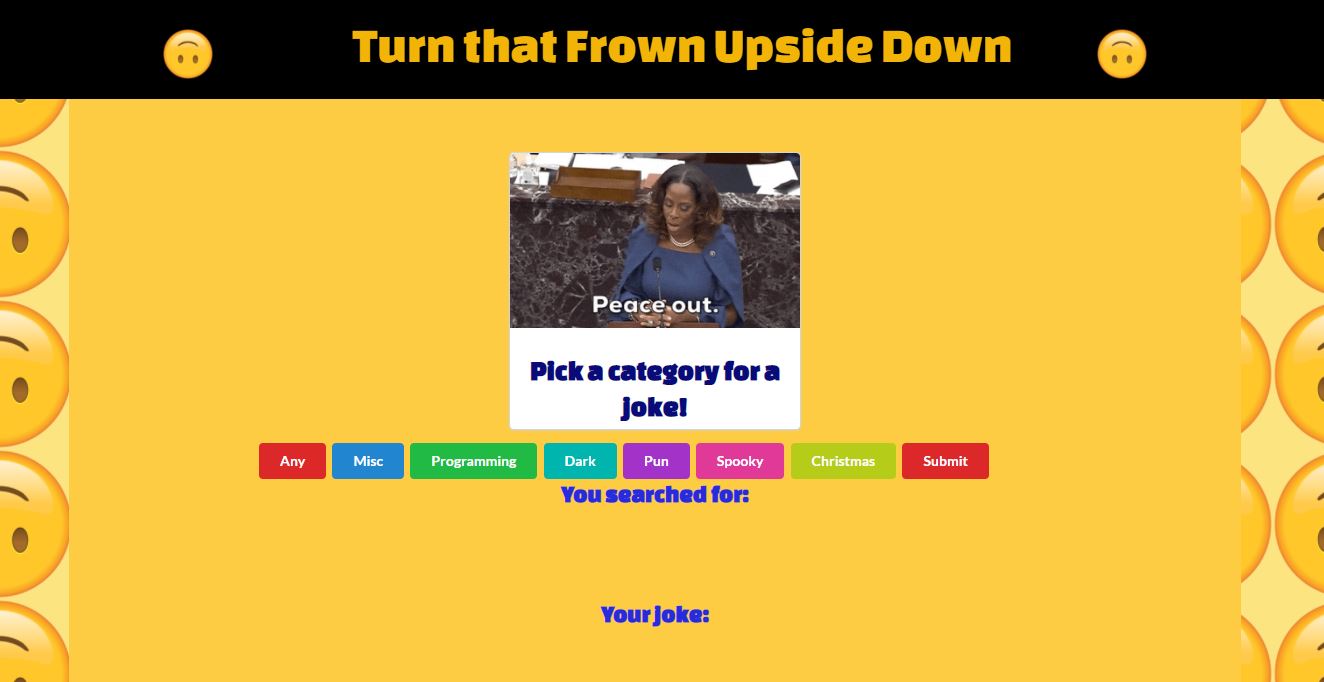 Turn that Frown Upside Down
Peace out.
Pick a category for a
joke!
Any Misc Programming Dark Pun Spooky Christmas Submit
You searched for:
Your joke: